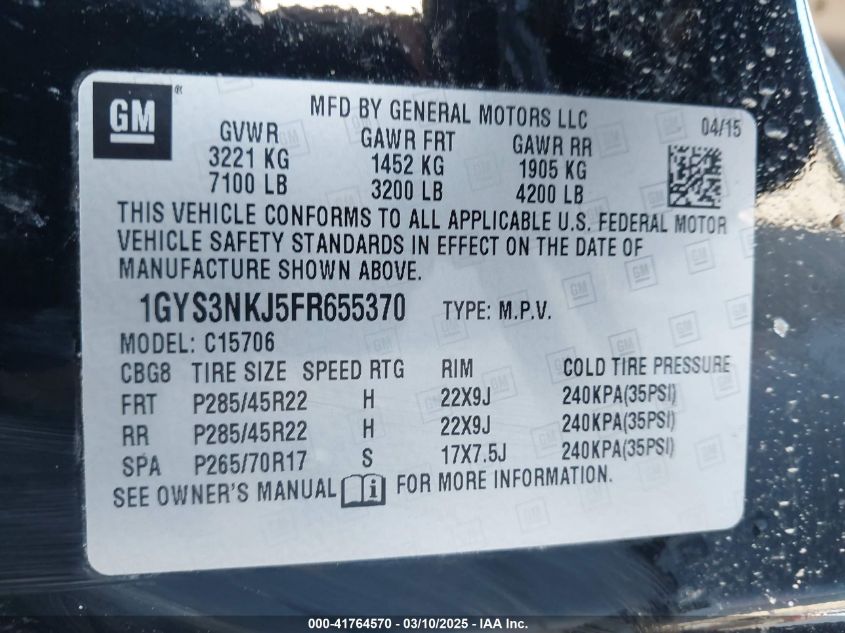 GM ®
MFD BY GENERAL MOTORS LLC
04/15
GVWR GAWR FRT GAWR RR
3221 KG 1452 KG 1905 KG
7100 LB 3200 LB 4200 LB
THIS VEHICLE CONFORMS TO ALL APPLICABLE U.S. FEDERAL MOTOR
VEHICLE SAFETY STANDARDS IN EFFECT ON THE DATE OF
MANUFACTURE SHOWN ABOVE.
1GYS3NKJ5FR655370 TYPE: M.P.V.
MODEL: C15706
CBG8 TIRE SIZE SPEED RTG RIM COLD TIRE PRESSURE
FRT P285/45R22 H 22X9J 240KPA(35PSI)
RR P285/45R22 H 22X9J 240KPA(35PSI)
SPA P265/70R17 S 17X7.5J 240KPA(35PSI)
SEE OWNER'S MANUAL i FOR MORE INFORMATION.
000-41764570 - 03/10/2025 - IAA Inc.